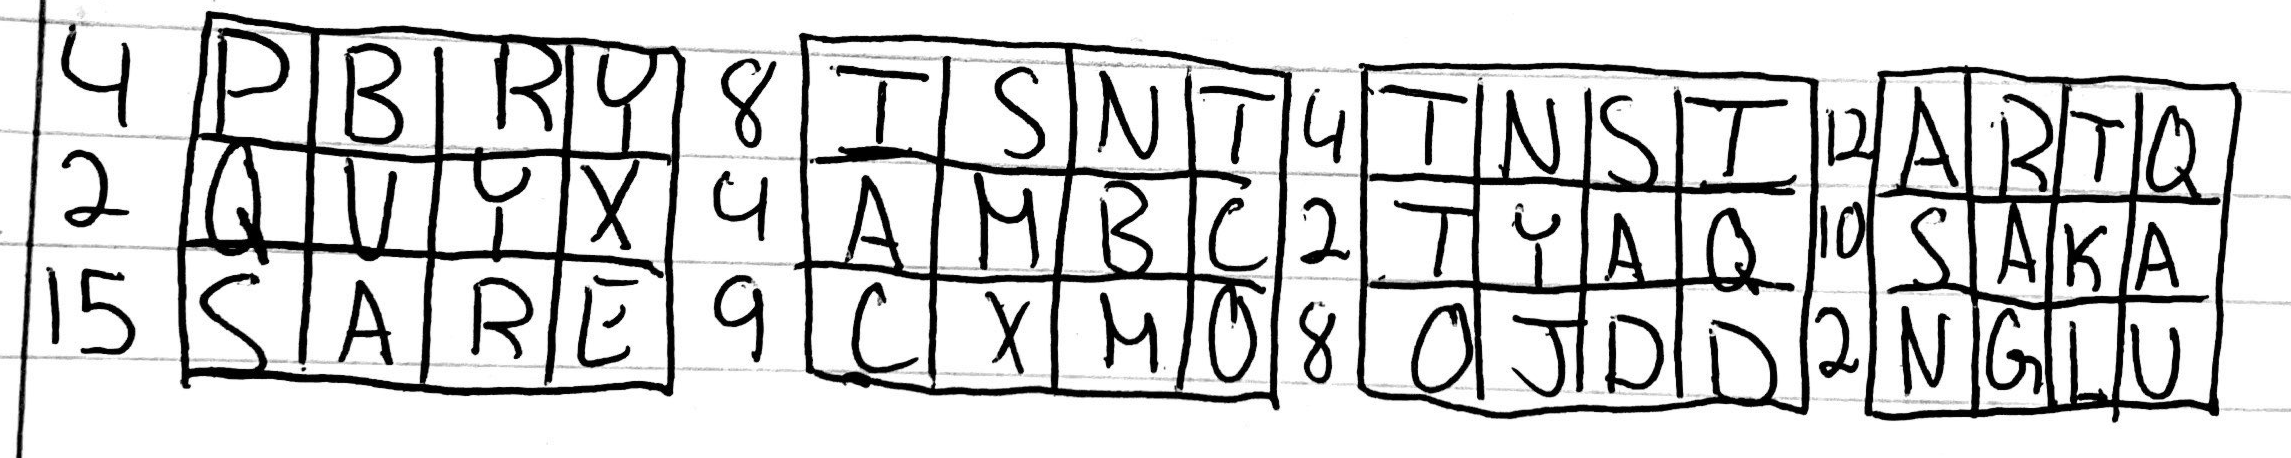 4 P B R Y 8 T S N T 4 T N S T 12 A R T Q
2 Q U Y X 4 A M B C 2 T Y A Q 10 S A K A
15 S A R E 9 C X M O 8 O J D D 2 N G L U